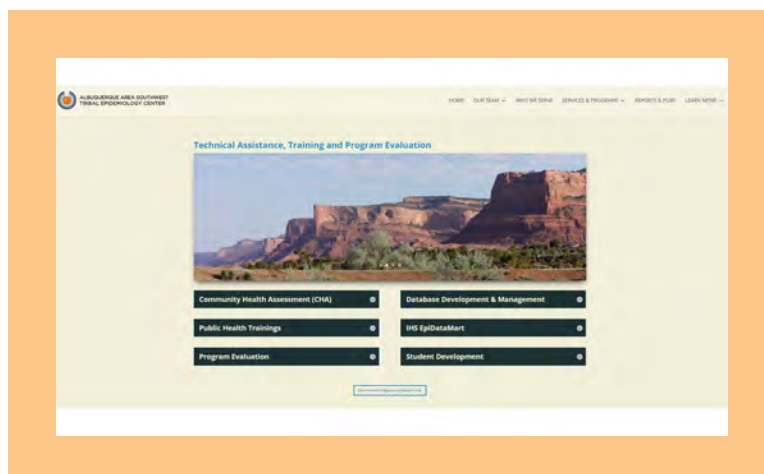 ALBUQUERQUE AREA SOUTHWEST
TRIBAL EPIDEMIOLOGY CENTER
HOME OUR TEAM WHO WE SERVE SERVICES & PROGRAMS REPORTS & PUBS LEARN MORE
Technical Assistance, Training and Program Evaluation
Community Health Assessment (CHA)
Database Development & Management
Public Health Trainings
IHS EpiDataMart
Program Evaluation
Student Development